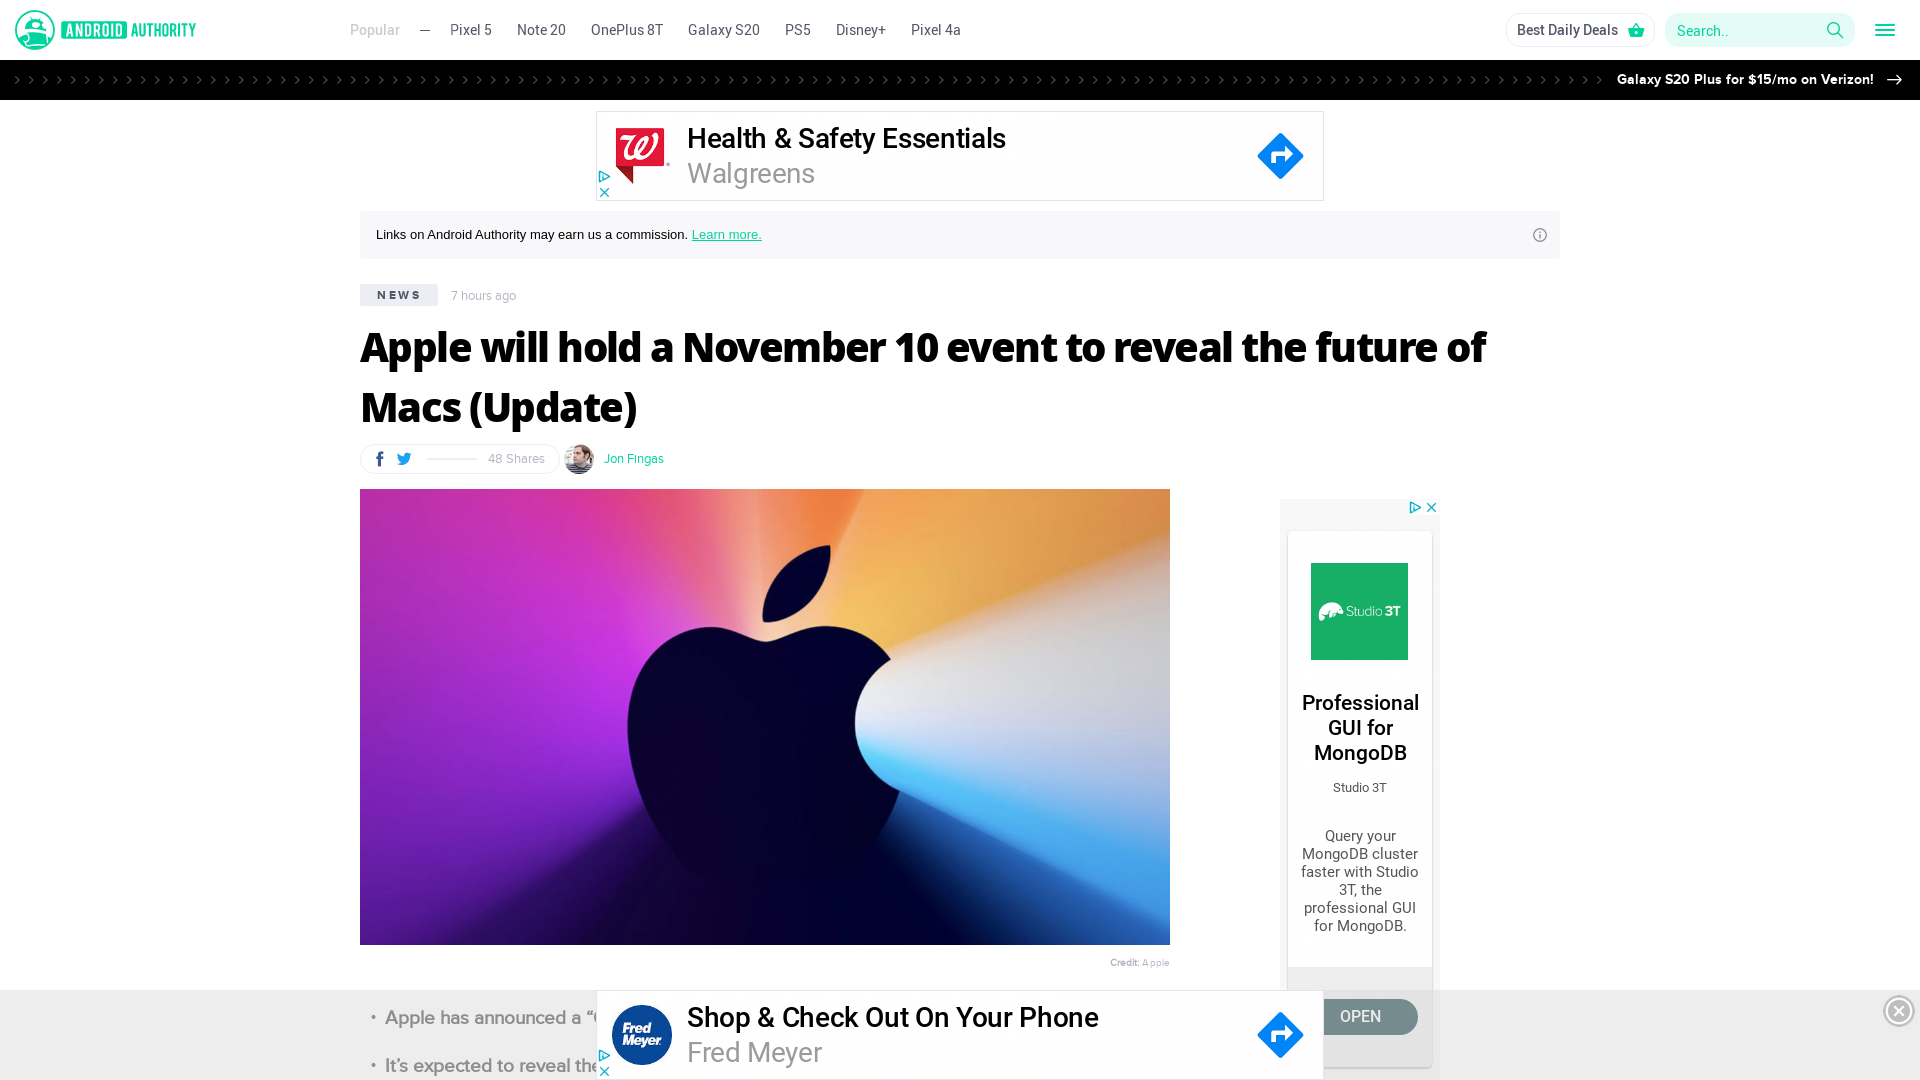 ANDROID AUTHORITY
Popular
Pixel 5
Note 20
OnePlus 8T
Galaxy S20
PS5
Disney+
Pixel 4a
Best Daily Deals
Search..
Galaxy S20 Plus for $15/mo on Verizon!
Health & Safety Essentials
Walgreens
Links on Android Authority may earn us a commission. Learn more.
NEWS
7 hours ago
Apple will hold a November 10 event to reveal the future of
Macs (Update)
48 Shares
Jon Fingas
Studio 3T
Professional
GUI for
MongoDB
Studio 3T
Query your
MongoDB cluster
faster with Studio
3T, the
professional GUI
for MongoDB.
OPEN
Credit: Apple
• Apple has announced a “
• It’s expected to reveal the
Fred Meyer
Shop & Check Out On Your Phone
Fred Meyer